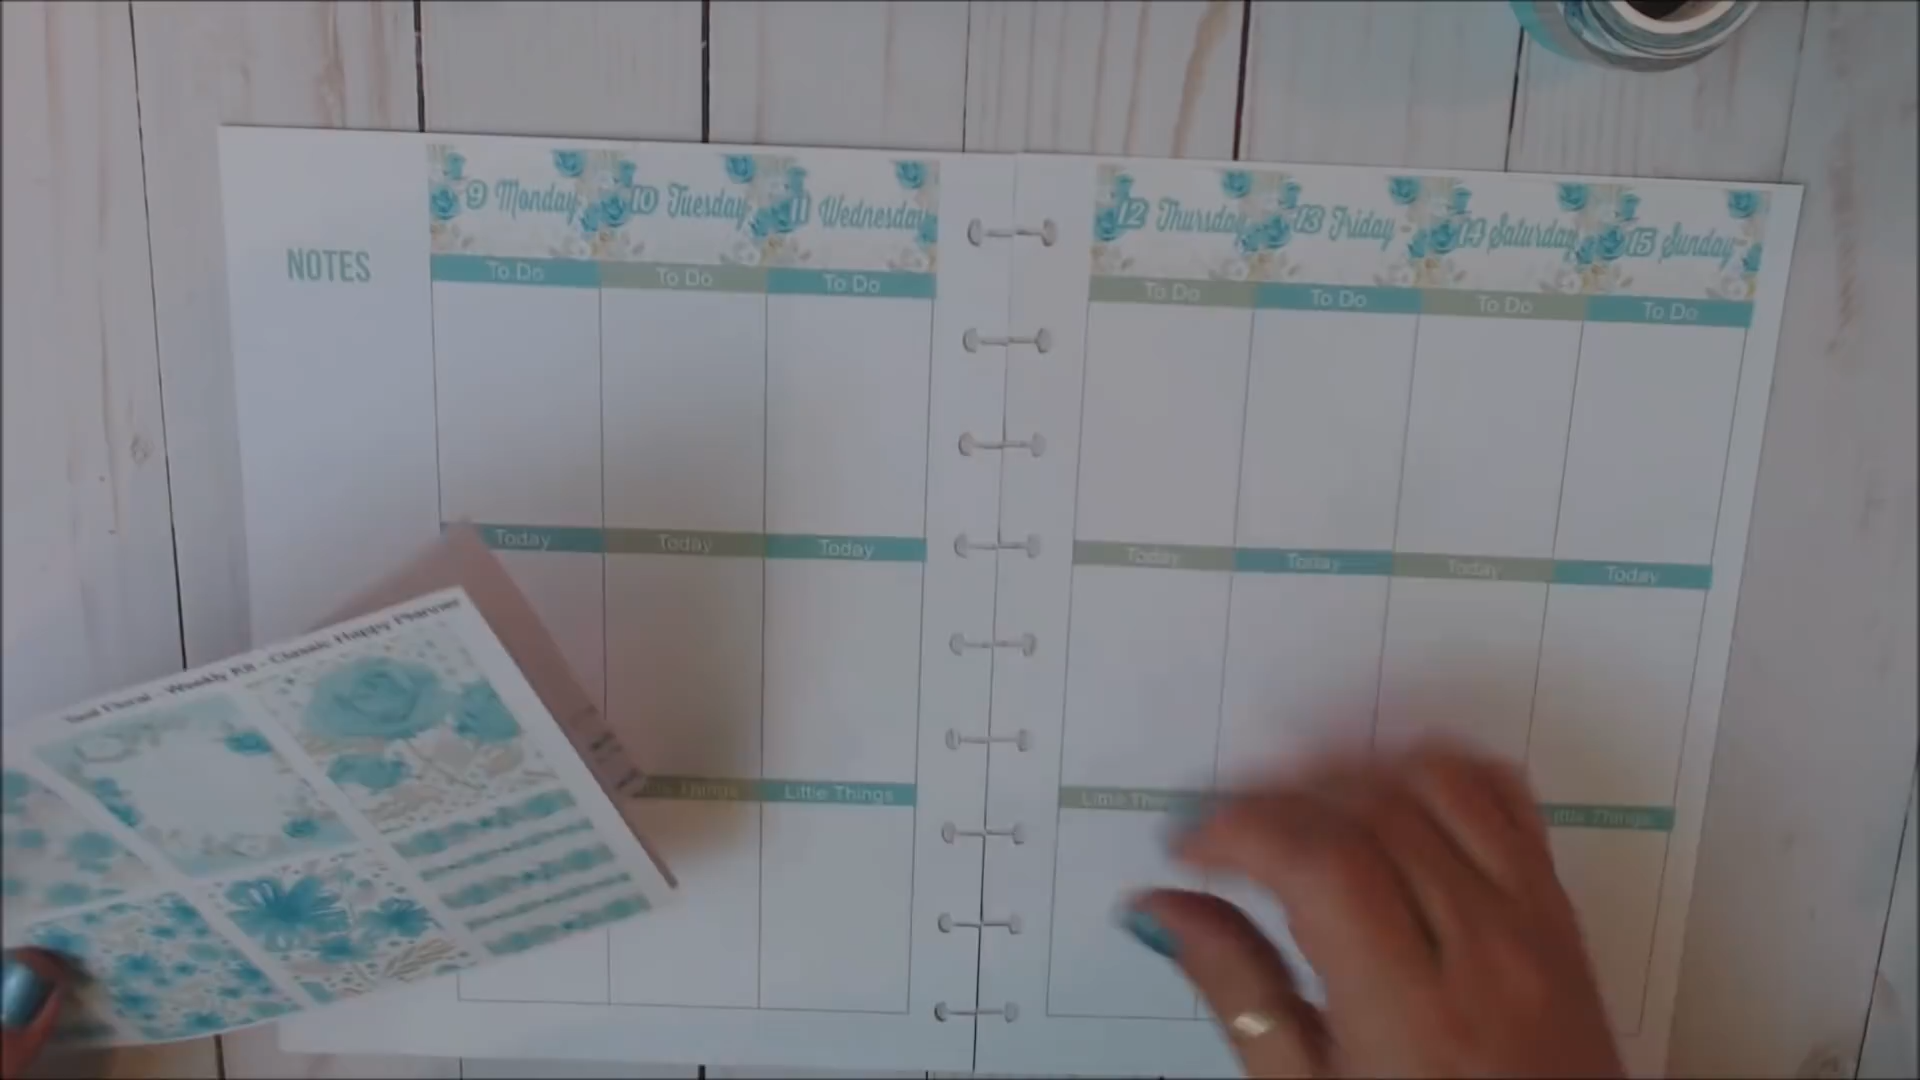 9 Monday 10 Tuesday 11 Wednesday
12 Thursday 13 Friday 14 Saturday 15 Sunday
NOTES
To Do To Do To Do
To Do To Do To Do To Do
Today Today Today
Today Today Today Today
Things Little Things
Little Little Things
Teal Floral - Weekly Kit - Classic Happy Planner